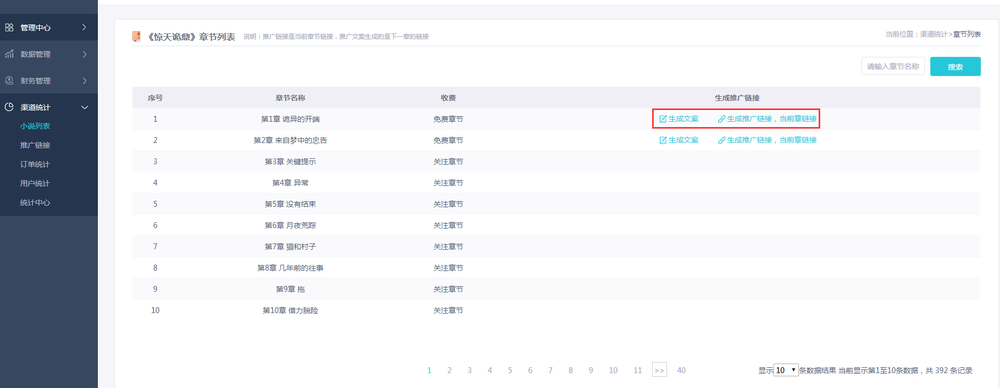 管理中心
数据管理
财务管理
渠道统计
小说列表
推广链接
订单统计
用户统计
统计中心
《惊天诡鼎》章节列表 说明：推广链接是当前章节链接，推广文案生成的是下一章的链接
当前位置：渠道统计>章节列表
请输入章节名称 搜索
序号 章节名称 收费 生成推广链接
1 第1章 诡异的开端 免费章节 生成文案 生成推广链接，当前章链接
2 第2章 来自梦中的忠告 免费章节 生成文案 生成推广链接，当前章链接
3 第3章 关键提示 关注章节
4 第4章 异常 关注章节
5 第5章 没有结束 关注章节
6 第6章 月夜荒踪 关注章节
7 第7章 猫和村子 关注章节
8 第8章 几年前的往事 关注章节
9 第9章 拖 关注章节
10 第10章 借力脱险 关注章节
1 2 3 4 5 6 7 8 9 10 11 >> 40
显示 10 条数据结果 当前显示第1至10条数据，共 392 条记录